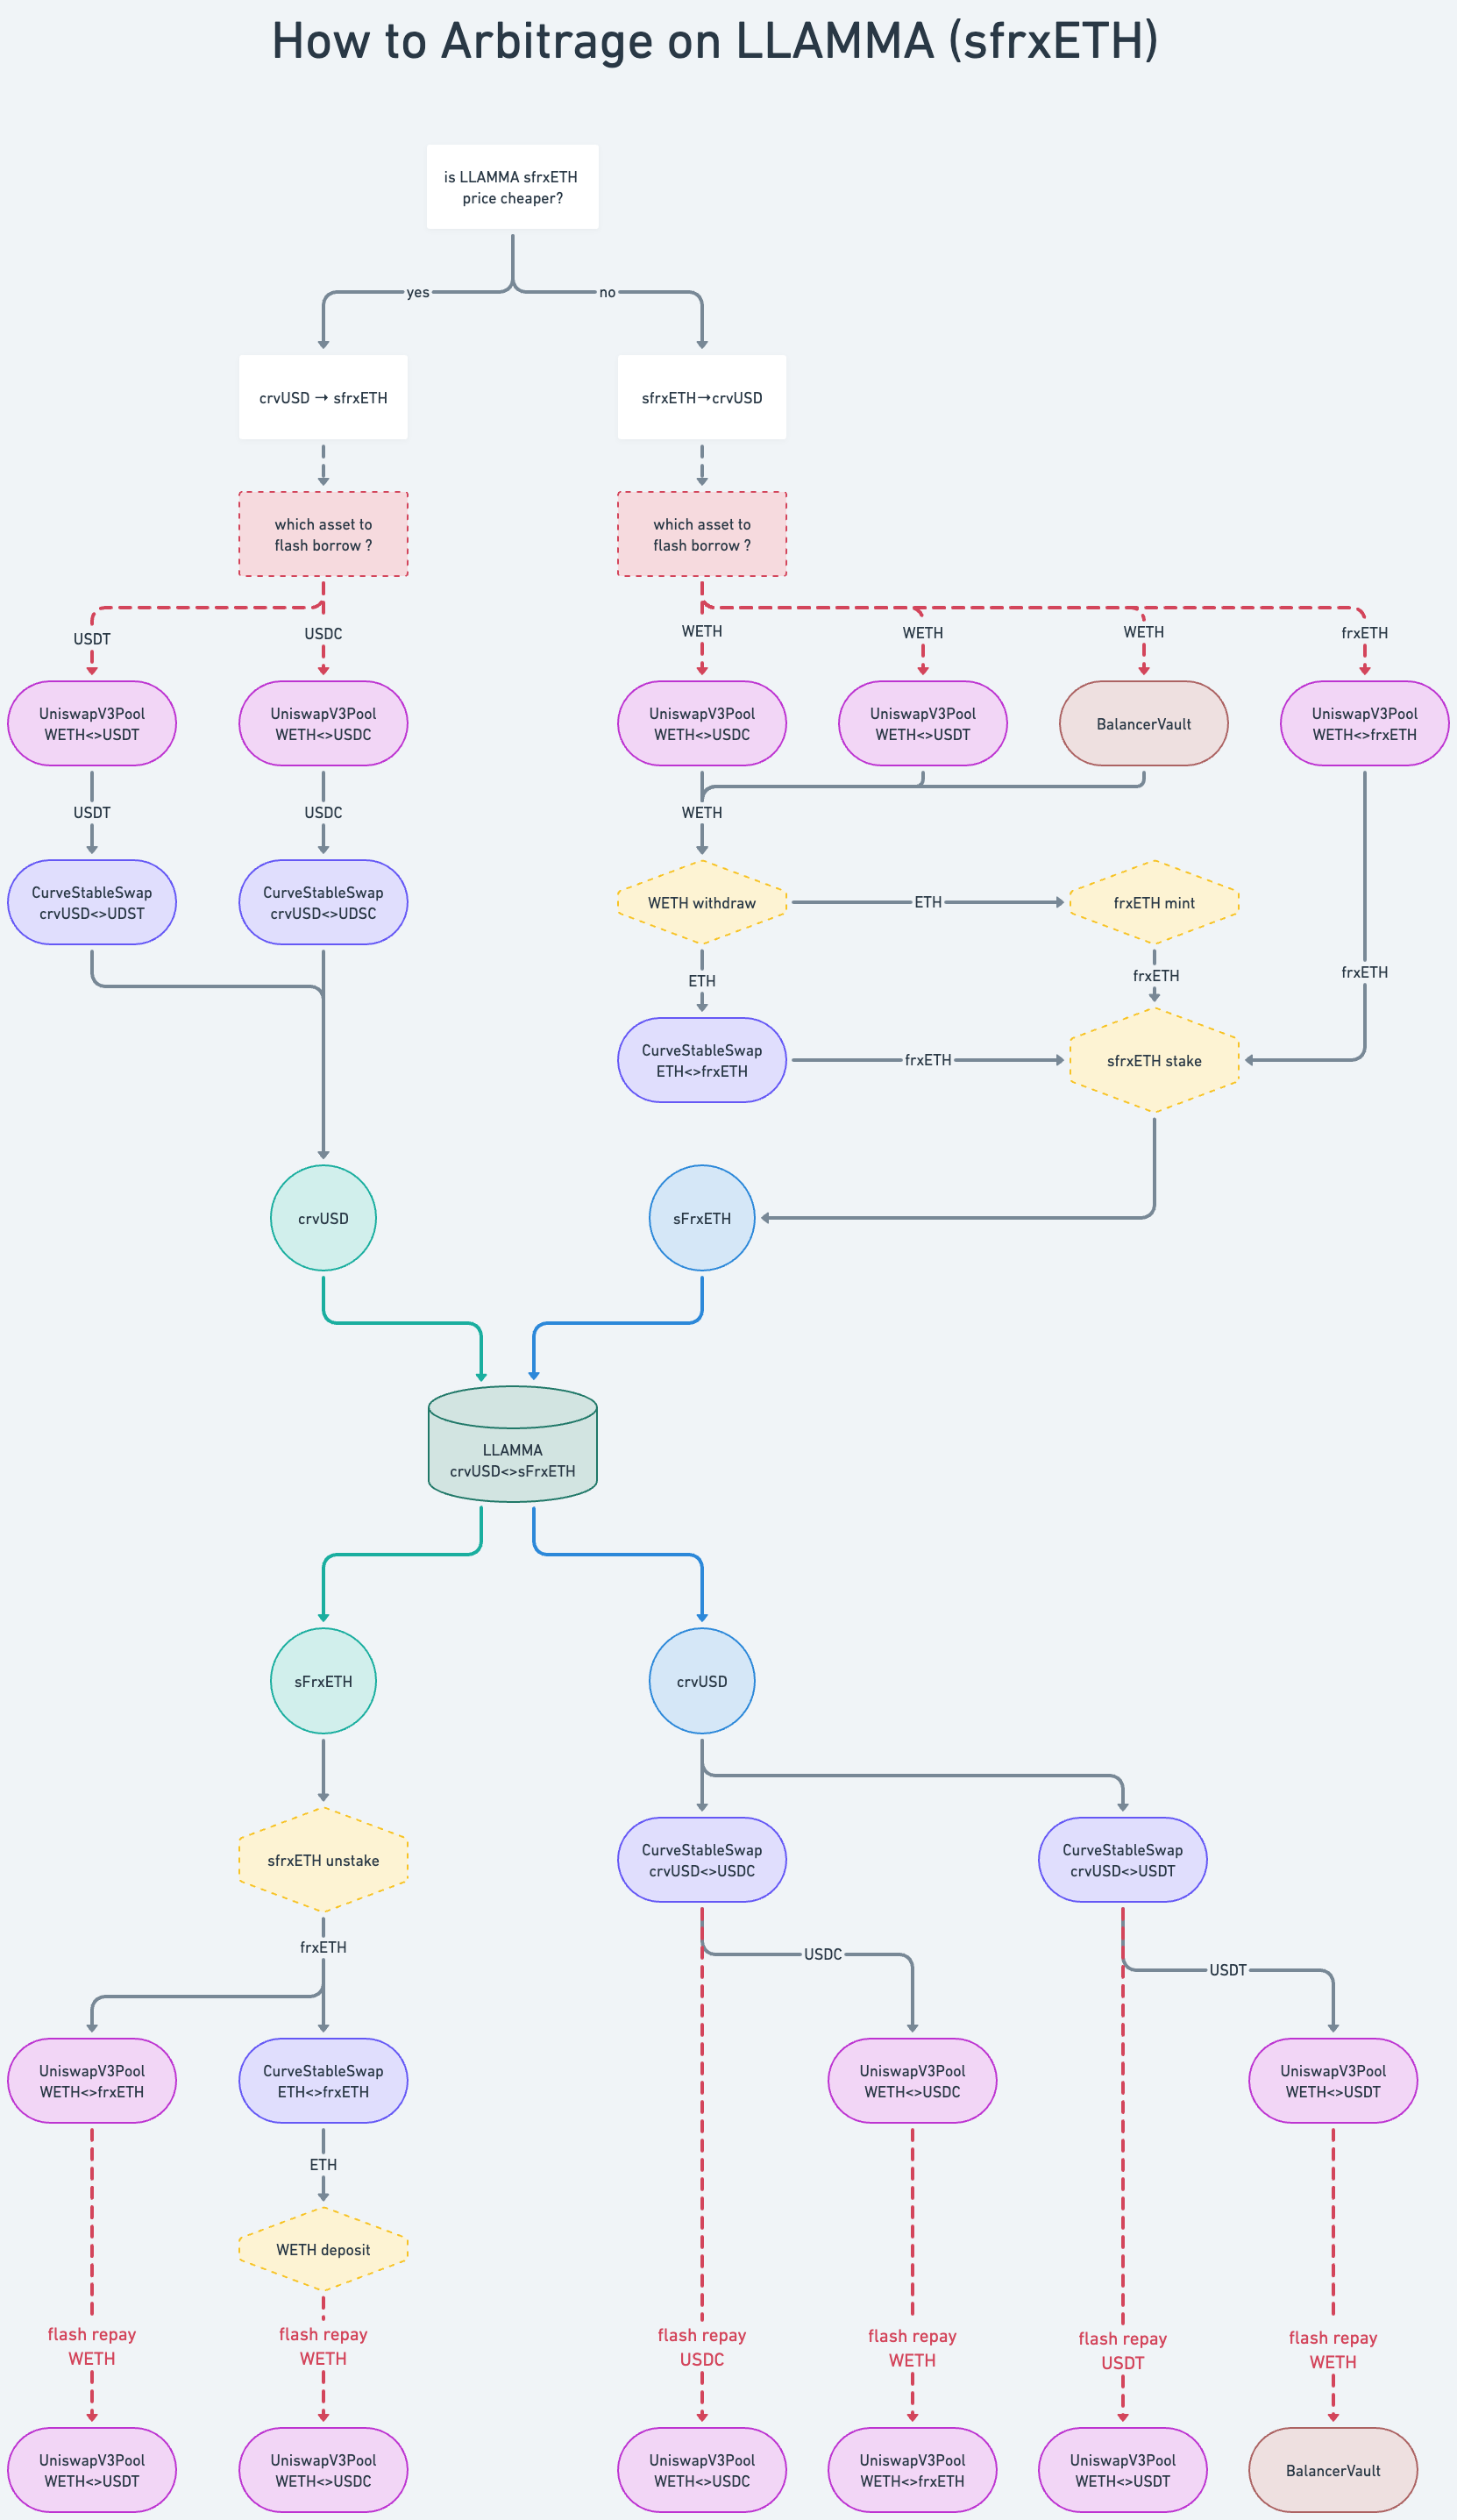 How to Arbitrage on LLAMMA (sfrxETH)
is LLAMMA sfrxETH
price cheaper?
yes
no
crvUSD → sfrxETH
sfrxETH→crvUSD
which asset to
flash borrow ?
which asset to
flash borrow ?
USDT
USDC
WETH
WETH
WETH
frxETH
UniswapV3Pool
WETH<>USDT
UniswapV3Pool
WETH<>USDC
UniswapV3Pool
WETH<>USDC
UniswapV3Pool
WETH<>USDT
BalancerVault
UniswapV3Pool
WETH<>frxETH
USDT
USDC
WETH
CurveStableSwap
crvUSD<>UDST
CurveStableSwap
crvUSD<>UDSC
WETH withdraw
ETH
frxETH mint
ETH
frxETH
frxETH
CurveStableSwap
ETH<>frxETH
frxETH
sfrxETH stake
crvUSD
sFrxETH
LLAMMA
crvUSD<>sFrxETH
sFrxETH
crvUSD
sfrxETH unstake
CurveStableSwap
crvUSD<>USDC
CurveStableSwap
crvUSD<>USDT
frxETH
USDC
USDT
UniswapV3Pool
WETH<>frxETH
CurveStableSwap
ETH<>frxETH
UniswapV3Pool
WETH<>USDC
UniswapV3Pool
WETH<>USDT
ETH
WETH deposit
flash repay
WETH
flash repay
WETH
flash repay
USDC
flash repay
WETH
flash repay
USDT
flash repay
WETH
UniswapV3Pool
WETH<>USDT
UniswapV3Pool
WETH<>USDC
UniswapV3Pool
WETH<>USDC
UniswapV3Pool
WETH<>frxETH
UniswapV3Pool
WETH<>USDT
BalancerVault